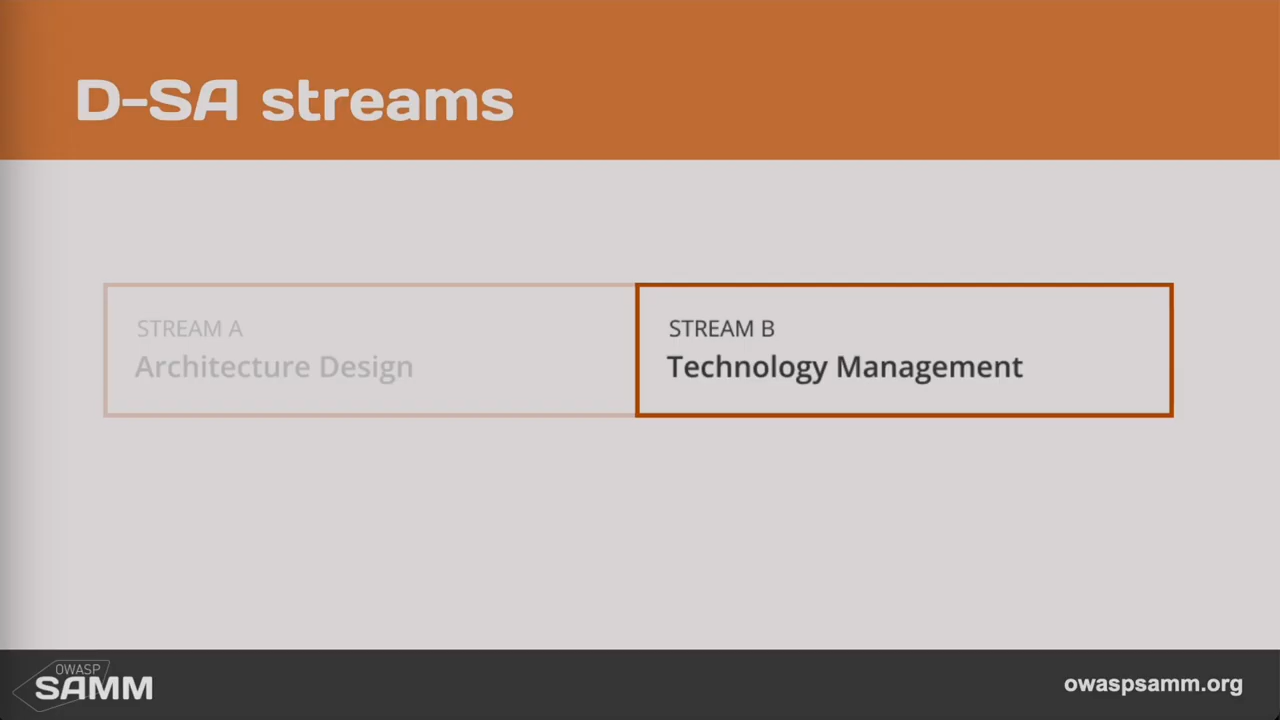 D-SA streams
STREAM A
Architecture Design
STREAM B
Technology Management
OWASP
SAMM
owaspsamm.org